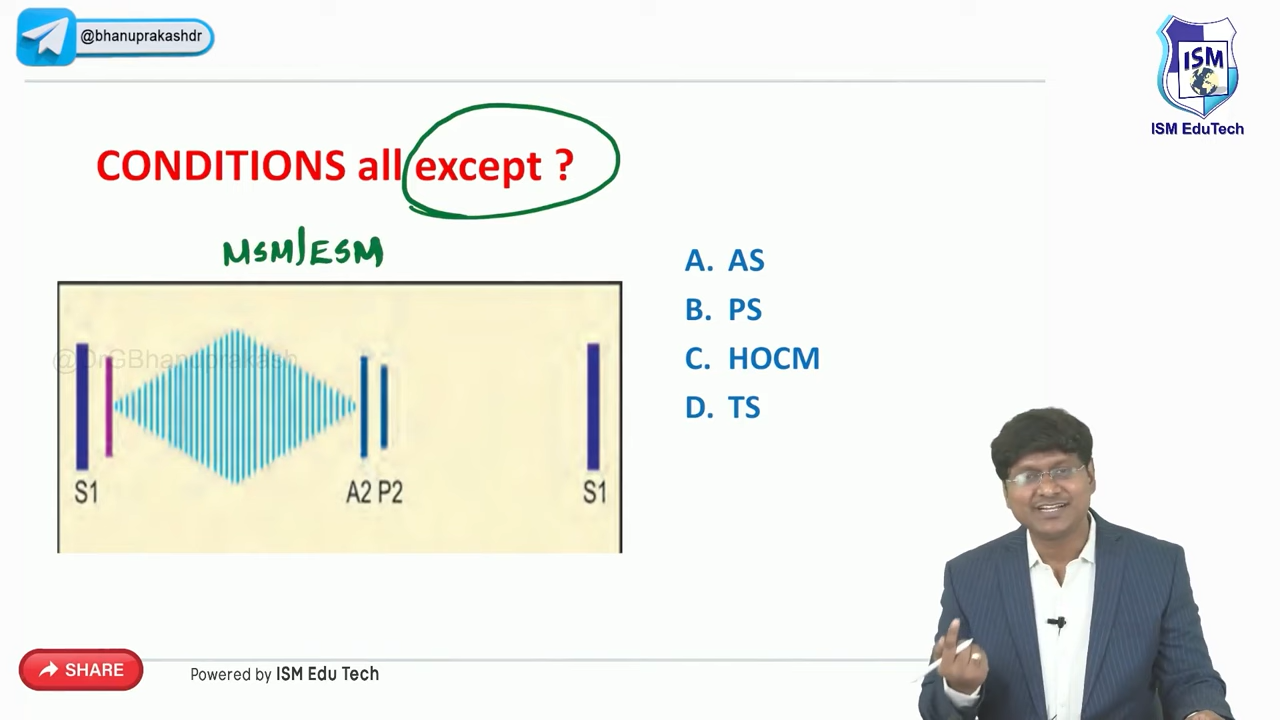 @bhanuprakashdr
ISM
ISM EduTech
CONDITIONS all except ?
MSM/ESM
A. AS
B. PS
C. HOCM
D. TS
@DrGBhanuprakash
S1
A2 P2
S1
SHARE
Powered by ISM Edu Tech